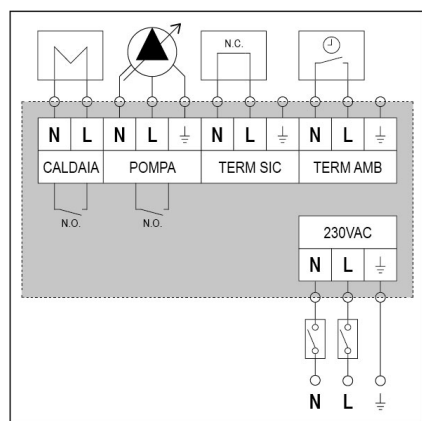 N.C.
N L N L ⏚ N L ⏚ N L ⏚
CALDAIA POMPA TERM SIC TERM AMB
N.O. N.O.
230VAC
N L ⏚
N L ⏚